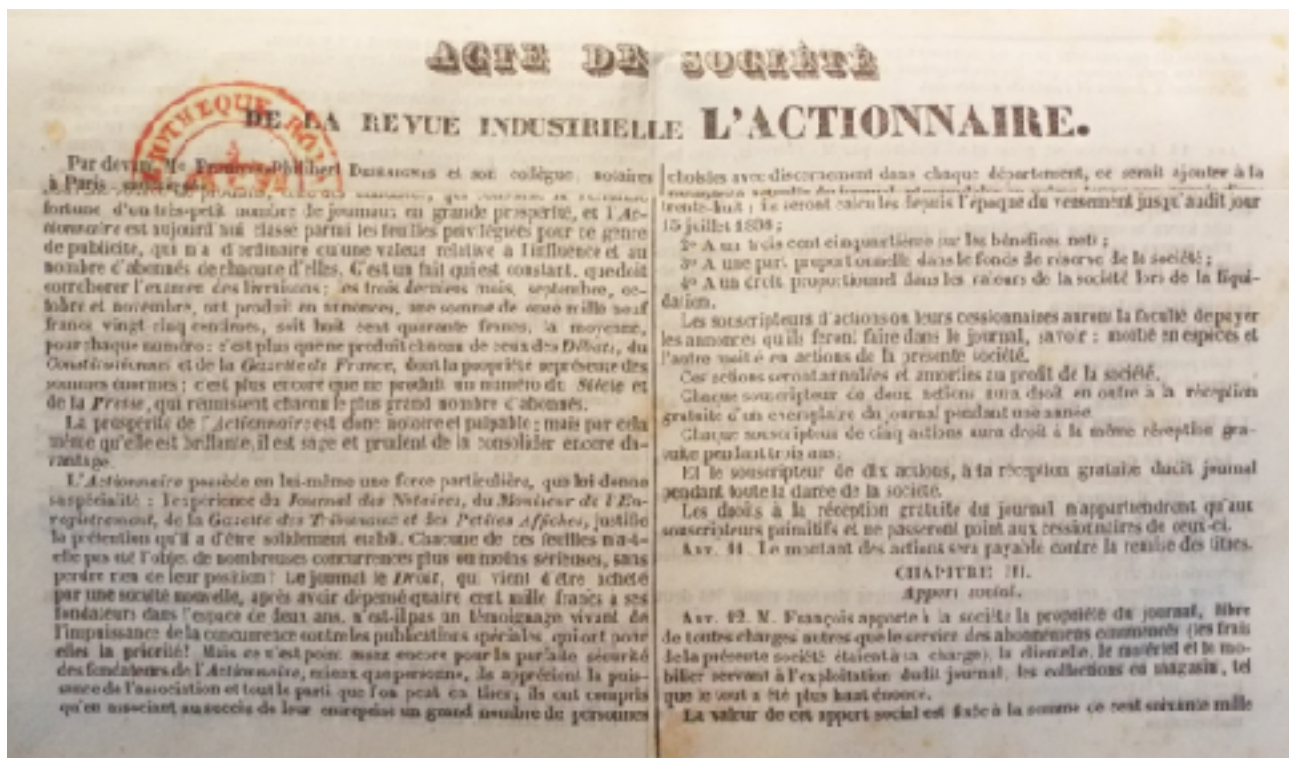 ACTE DE SOCIÉTÉ
DE LA REVUE INDUSTRIELLE L'ACTIONNAIRE.
Par devant Me et son collègue, notaires
à Paris
fortune d'un très-petit nombre de journaux en grande prospérité, et l'Ac-
tionnaire est aujourd'hui classé parmi les feuilles privilégiées pour ce genre
de publicité, qui n'a d'ordinaire qu'une valeur relative à l'influence et au
nombre d'abonnés de chacune d'elles. C'est un fait qui est constant, que doit
corroborer l'examen des livraisons; les trois derniers mois, septembre, oc-
tobre et novembre, ont produit en annonces, une somme de onze mille neuf
francs vingt cinq centimes, soit huit cent quarante francs, la moyenne,
pour chaque numéro: c'est plus que ne produit chacun de ceux des Débats, du
Constitutionnel et de la Gazette de France, dont la propriété représente des
sommes énormes; c'est plus encore que ne produit un numéro du Siècle et
de la Presse, qui réunissent chacun le plus grand nombre d'abonnés.
La prospérité de l'Actionnaire est donc notoire et palpable; mais par cela
même qu'elle est brillante, il est sage et prudent de la consolider encore da-
vantage.
L'Actionnaire possède en lui-même une force particulière, que lui donne
sa spécialité: l'expérience du Journal des Notaires, du Moniteur de l'En-
registrement, de la Gazette des Tribunaux et des Petites Affiches, justifie
la prétention qu'il a d'être solidement établi. Chacune de ces feuilles n'a-t-
elle pas été l'objet de nombreuses concurrences plus ou moins sérieuses, sans
perdre rien de leur position? Le journal le Droit, qui vient d'être acheté
par une société nouvelle, après avoir dépensé quatre cent mille francs à ses
fondateurs dans l'espace de deux ans, n'est-il pas un témoignage vivant de
l'impuissance de la concurrence contre les publications spéciales, qui ont pour
elles la priorité! Mais ce n'est point assez encore pour la parfaite sécurité
des fondateurs de l'Actionnaire, mieux que personne, ils apprécient la puis-
sance de l'association et tout le parti que l'on peut en tirer; ils ont compris
qu'en associant au succès de leur entreprise un grand nombre de personnes
choisies avec discernement dans chaque département, ce serait ajouter à la
trente-huit; ils seront calculés depuis l'époque du versement jusqu'audit jour
15 juillet 1838;
2° A un trois cent cinquantième sur les bénéfices nets;
3° A une part proportionnelle dans le fonds de réserve de la société;
4° A un droit proportionnel dans les valeurs de la société lors de la liqui-
dation.
Les souscripteurs d'actions ou leurs cessionnaires auront la faculté de payer
les annonces qu'ils feront faire dans le journal, savoir: moitié en espèces et
l'autre moitié en actions de la présente société.
Ces actions seront annulées et amorties au profit de la société.
Chaque souscripteur de deux actions aura droit en outre à la réception
gratuite d'un exemplaire du journal pendant une année.
Chaque souscripteur de cinq actions aura droit à la même réception gra-
tuite pendant trois ans.
Et le souscripteur de dix actions, à la réception gratuite dudit journal
pendant toute la durée de la société.
Les droits à la réception gratuite du journal n'appartiendront qu'aux
souscripteurs primitifs et ne passeront point aux cessionnaires de ceux-ci.
Art. 11. Le montant des actions sera payable contre la remise des titres.
CHAPITRE III.
Apport social.
Art. 12. M. François apporte à la société la propriété du journal, libre
de toutes charges autres que le service des abonnements commencés (les frais
de la présente société étaient à sa charge), la clientelle, le matériel et le mo-
bilier servant à l'exploitation dudit journal, les collections en magasin, tel
que le tout a été plus haut énoncé.
La valeur de cet apport social est fixée à la somme de cent soixante mille